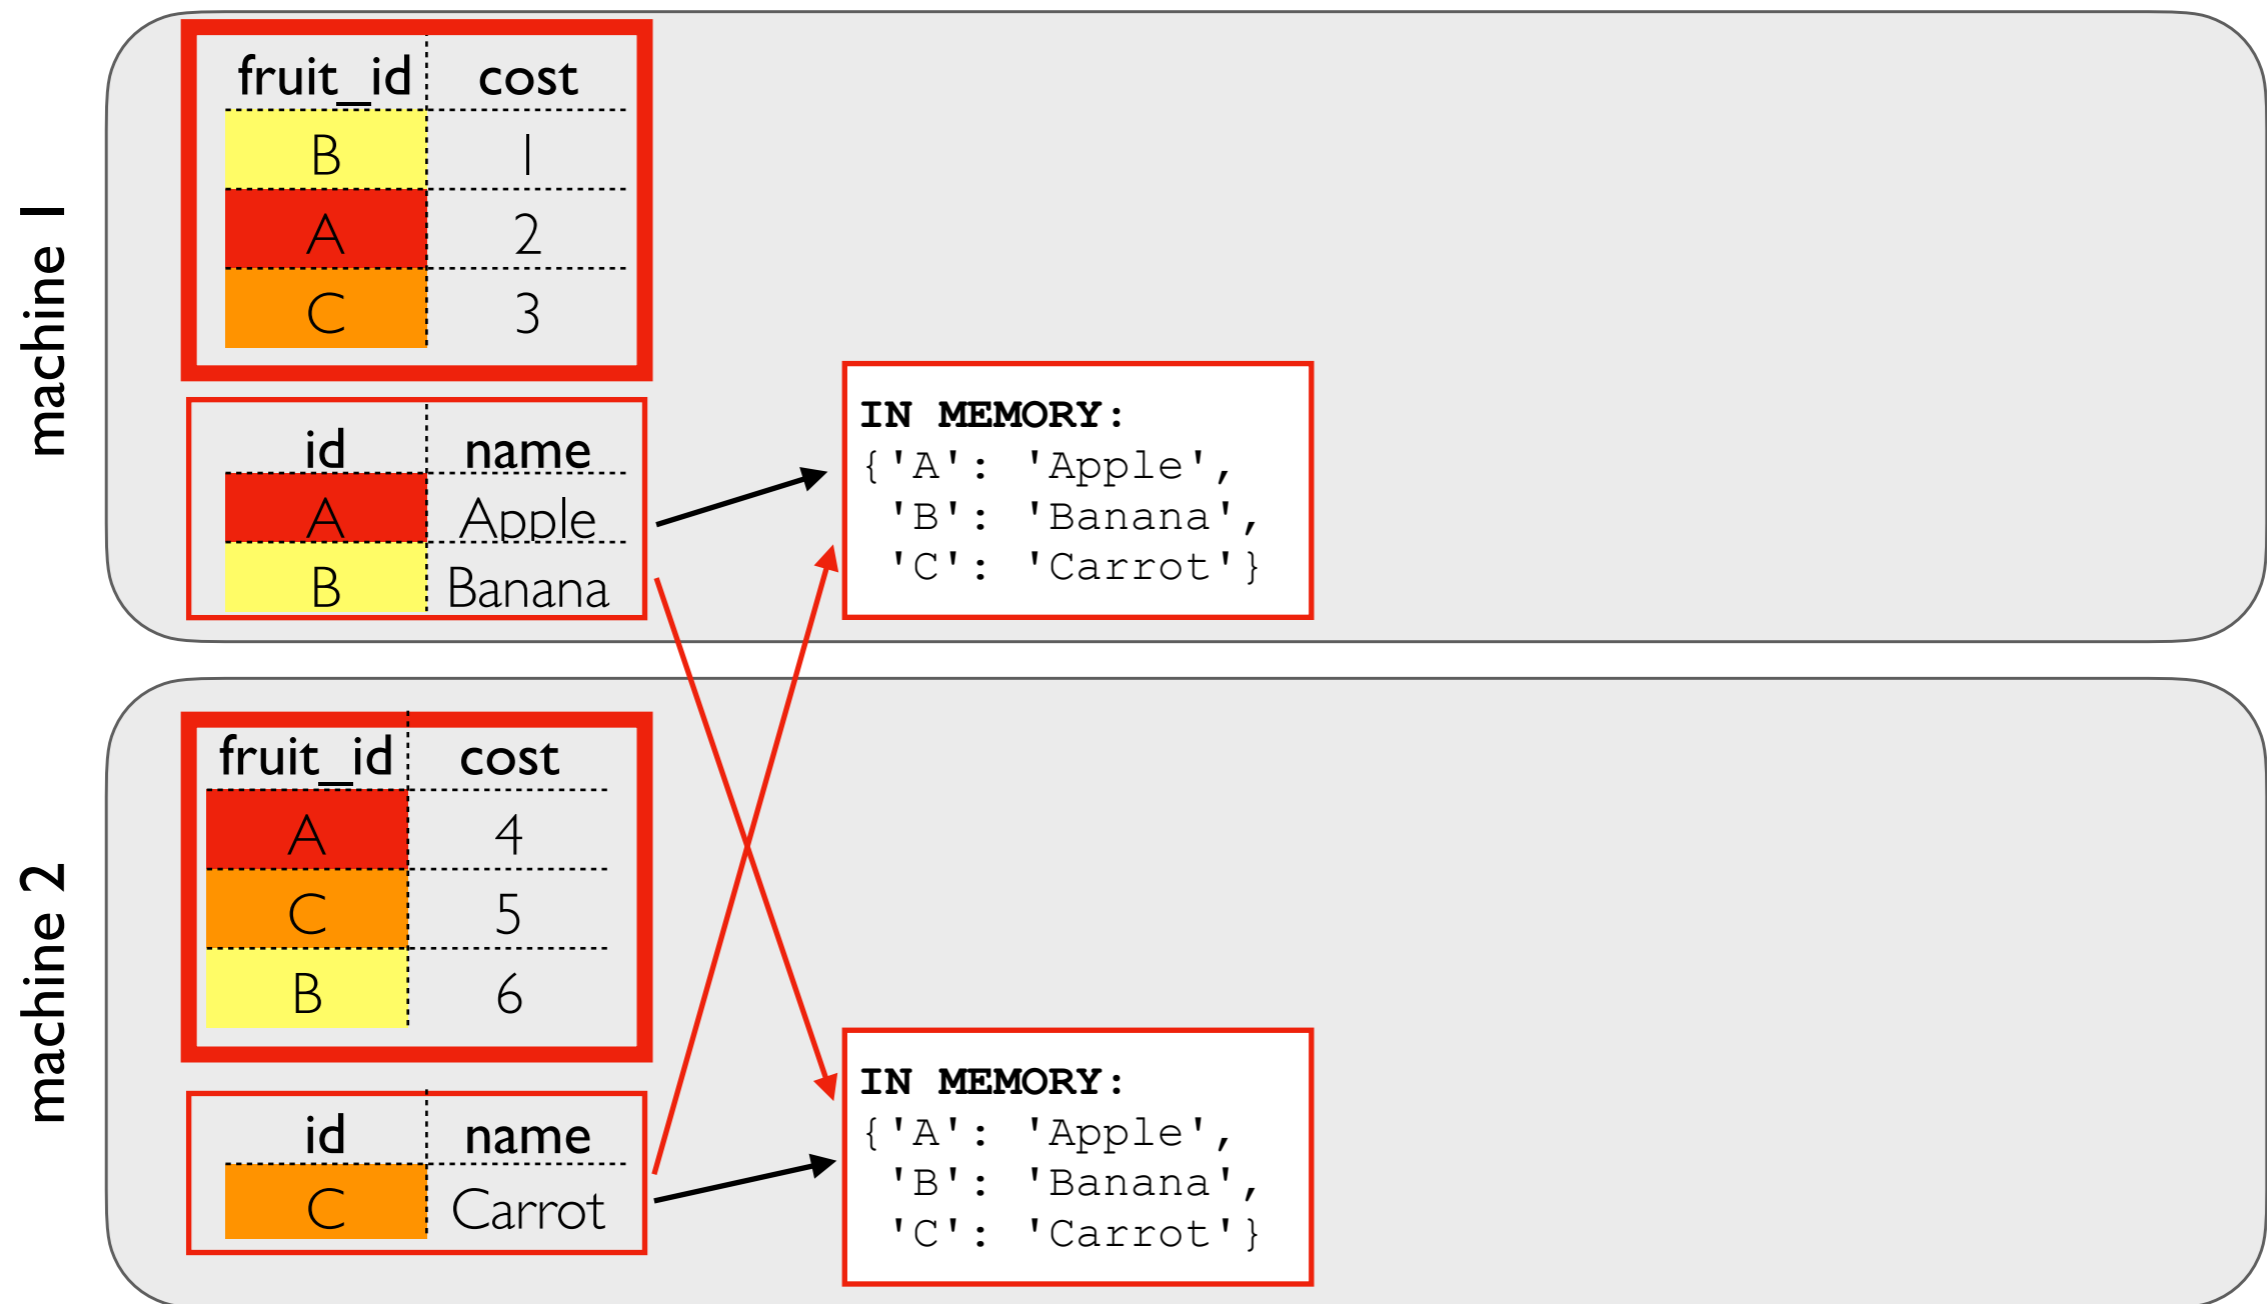 machine 1
fruit_id cost
B 1
A 2
C 3
id name
A Apple
B Banana
IN MEMORY:
{'A': 'Apple',
'B': 'Banana',
'C': 'Carrot'}
machine 2
fruit_id cost
A 4
C 5
B 6
id name
C Carrot
IN MEMORY:
{'A': 'Apple',
'B': 'Banana',
'C': 'Carrot'}